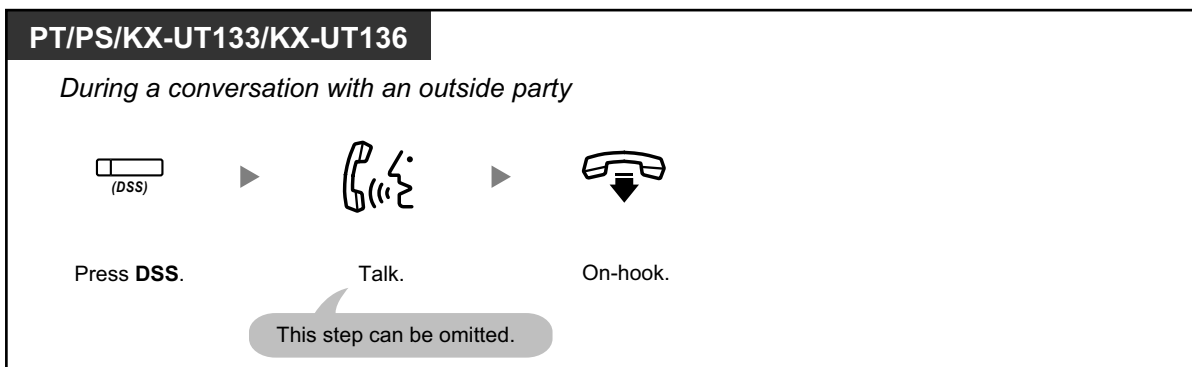 PT/PS/KX-UT133/KX-UT136
During a conversation with an outside party
(DSS)
Press DSS.
Talk.
On-hook.
This step can be omitted.